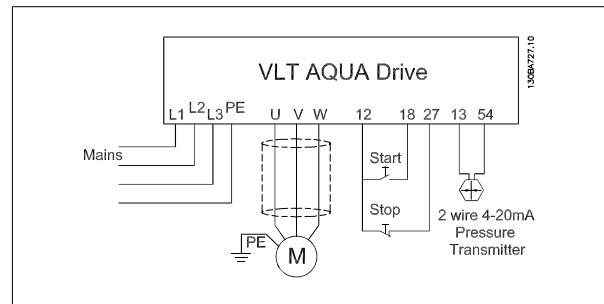 VLT AQUA Drive
130BA727.10
L1 L2 L3 PE U V W 12 18 27 13 54
Mains
Start
Stop
PE
M
2 wire 4-20mA
Pressure
Transmitter